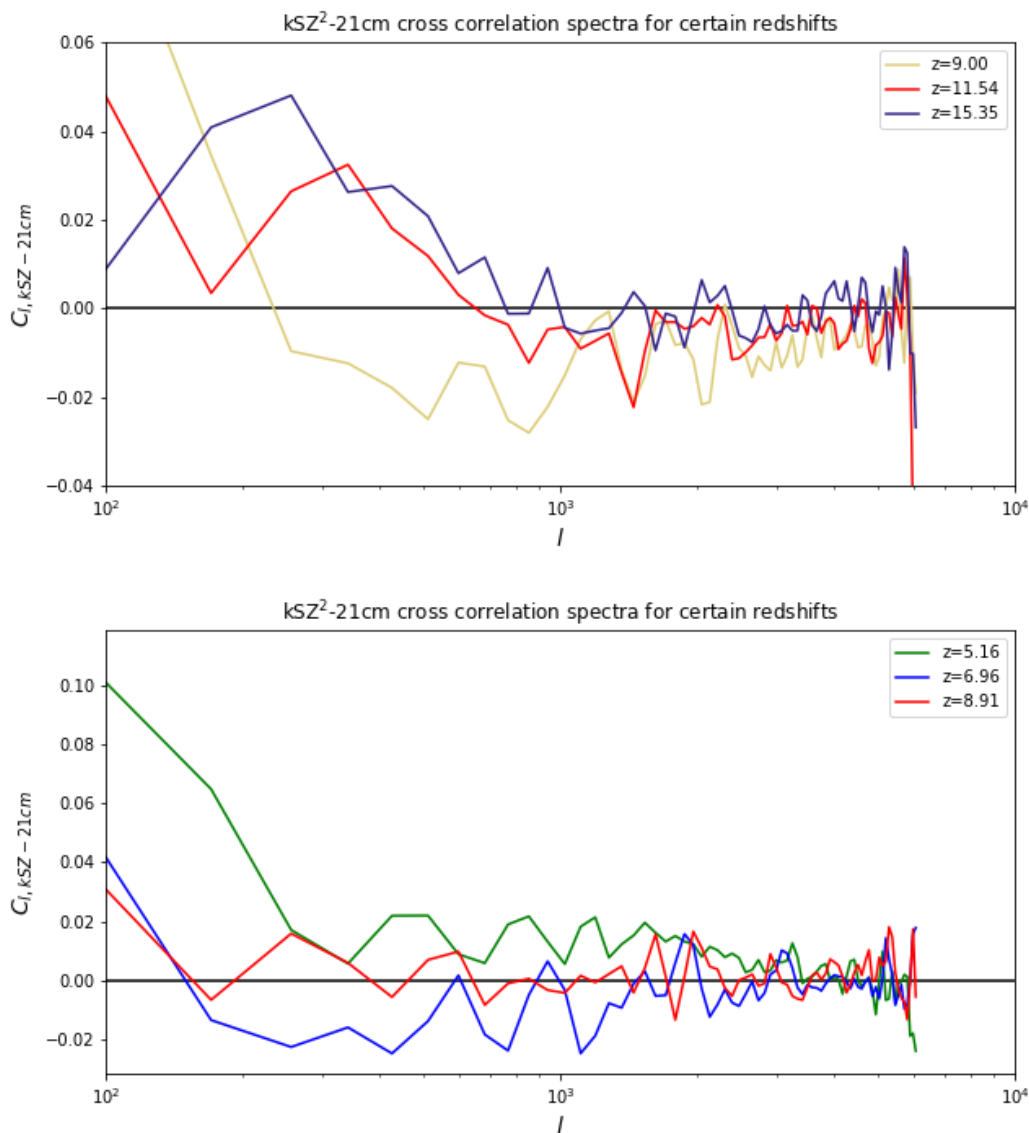 kSZ²-21cm cross correlation spectra for certain redshifts
0.06
0.04
0.02
0.00
−0.02
−0.04
C_{l, kSZ − 21cm}
z=9.00
z=11.54
z=15.35
10²
10³
10⁴
l
kSZ²-21cm cross correlation spectra for certain redshifts
0.10
0.08
0.06
0.04
0.02
0.00
−0.02
C_{l, kSZ − 21cm}
z=5.16
z=6.96
z=8.91
10²
10³
10⁴
l